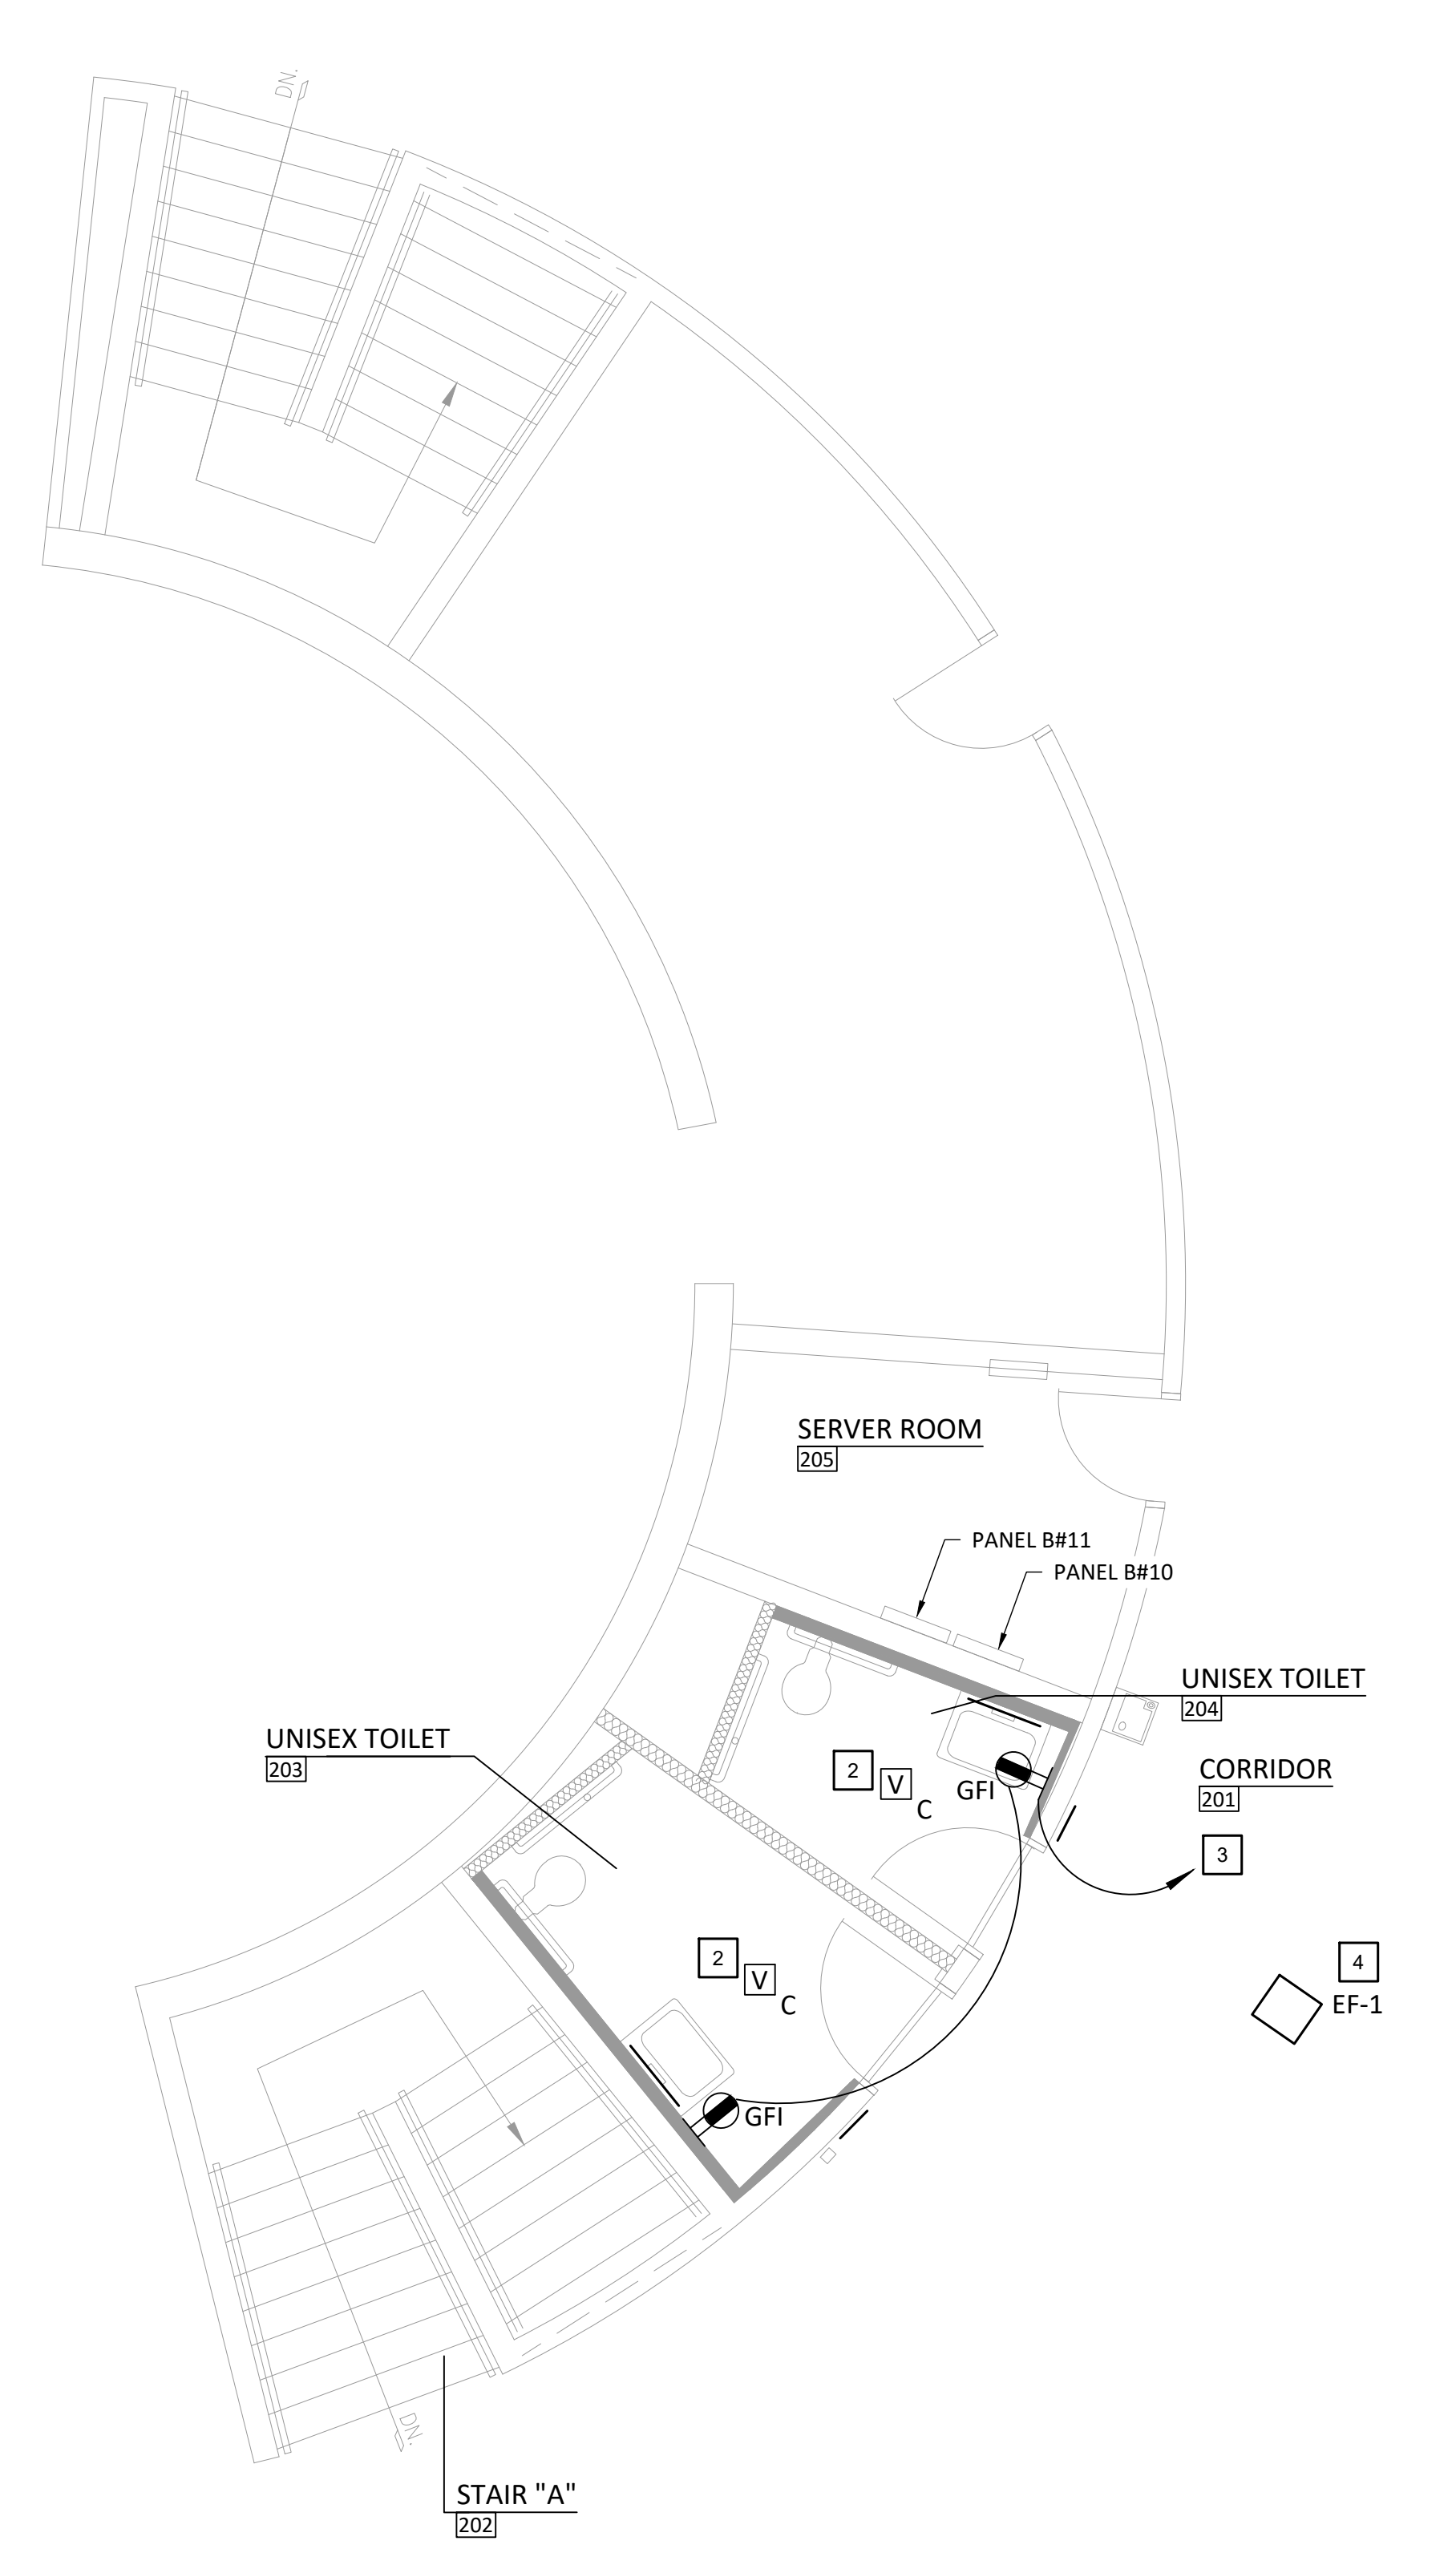 DN.
SERVER ROOM
205
PANEL B#11
PANEL B#10
UNISEX TOILET
204
UNISEX TOILET
203
CORRIDOR
201
2
V
C
GFI
3
2
V
C
4
EF-1
GFI
DN.
STAIR "A"
202